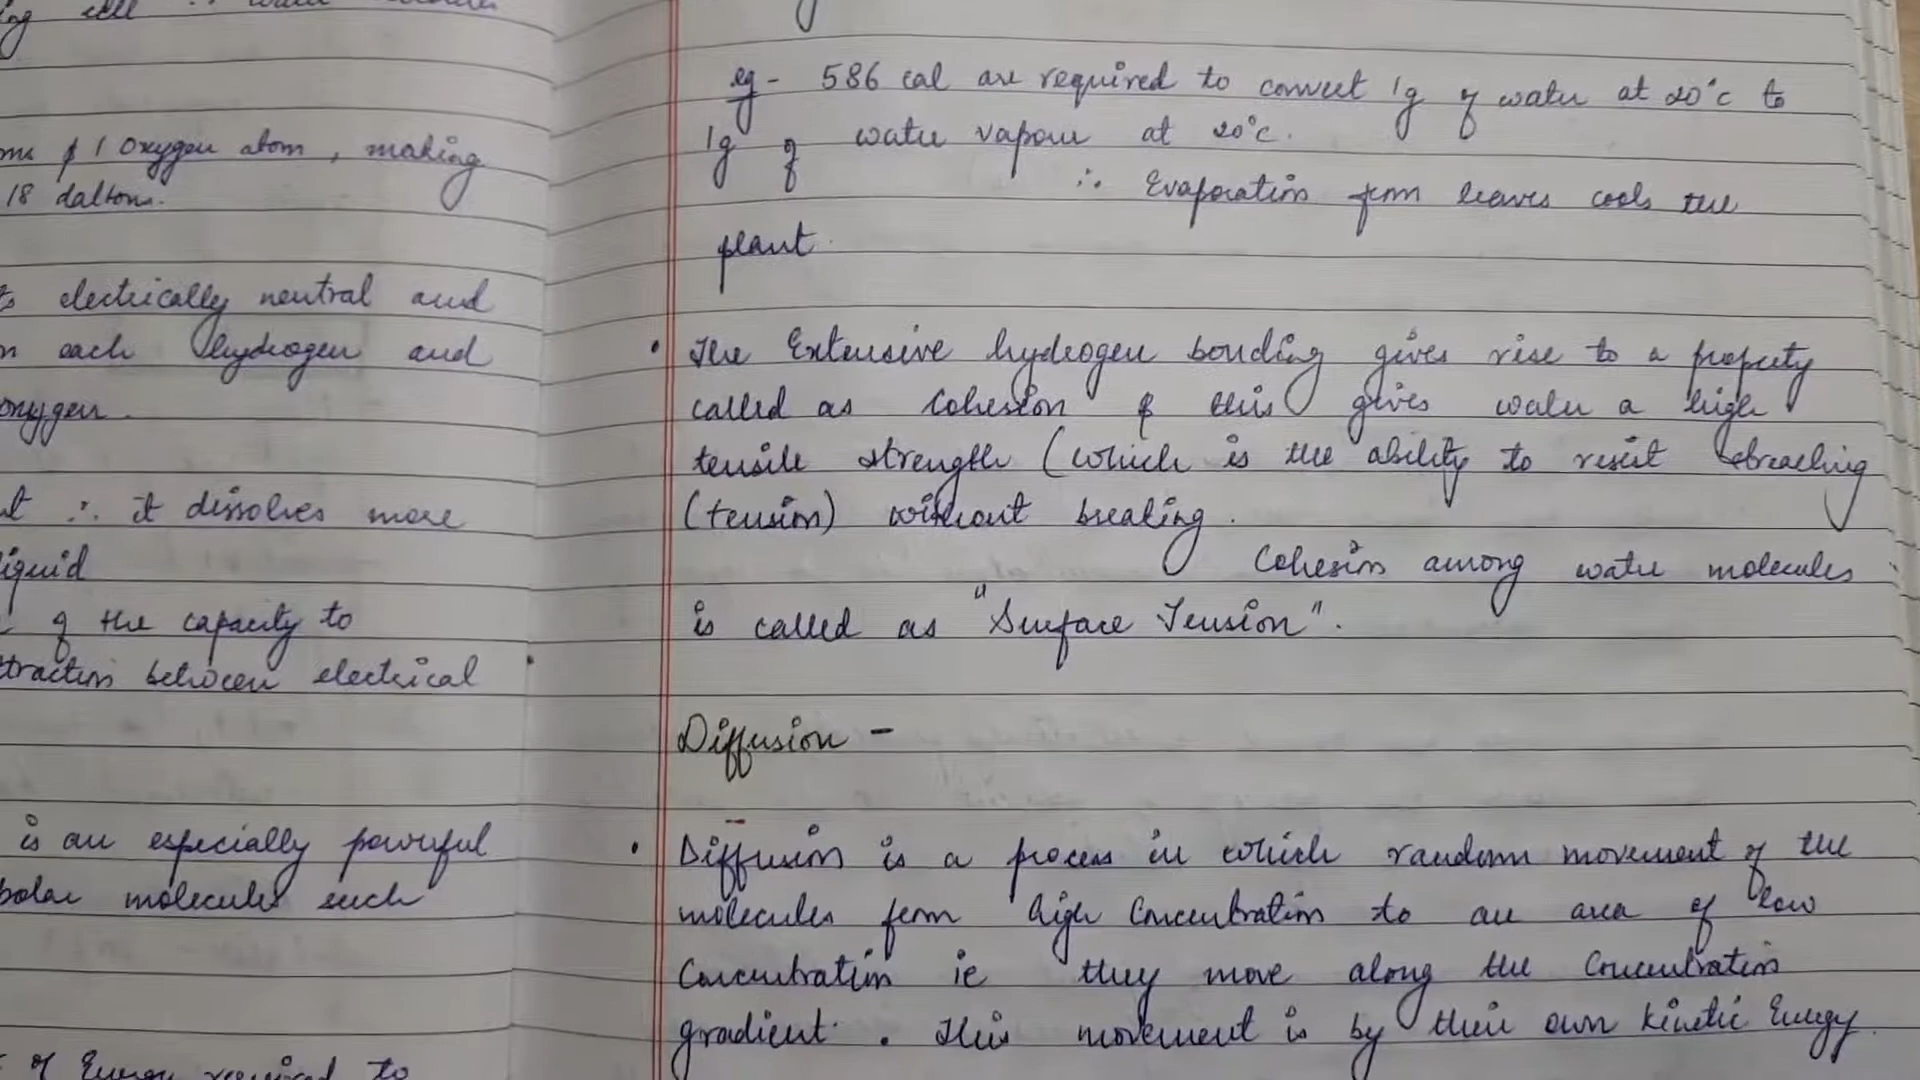 ms & 1 Oxygen atom, making
18 daltons.
electrically neutral and
each hydrogen and
oxygen.
∴ it dissolves more
liquid
of the capacity to
attraction between electrical
is an especially powerful
polar molecules such
of Energy required to
eg - 586 cal are required to convert 1g of water at 20°c to
1g of water vapour at 20°c.
∴ Evaporation from leaves cools the
plant.
• The Extensive hydrogen bonding gives rise to a property
called as Cohesion & this gives water a high
tensile strength (which is the ability to resist streaching
(tension) without breaking.
Cohesion among water molecules
is called as "Surface Tension".
Diffusion -
• Diffusion is a process in which random movement of the
molecules from high Concentration to an area of low
Concentration ie they move along the Concentration
gradient. This movement is by their own kinetic Energy.